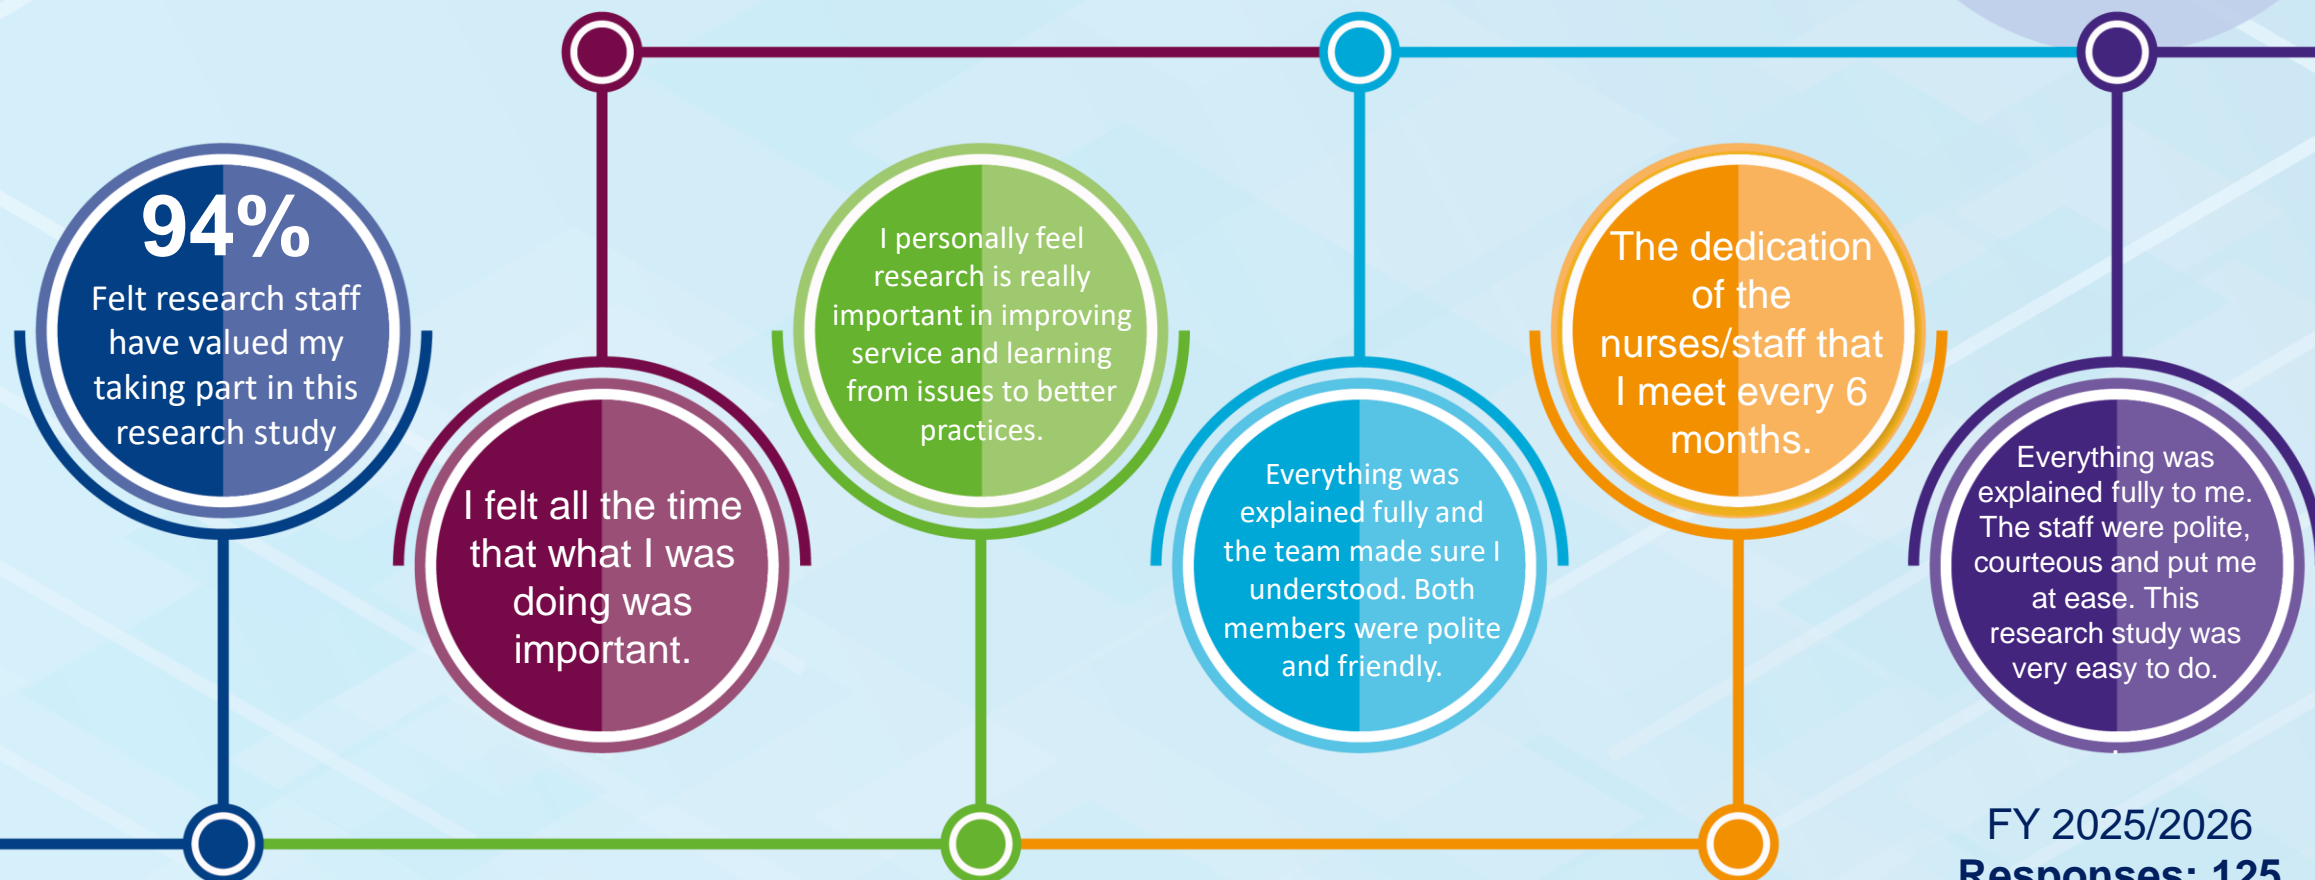 94%
Felt research staff
have valued my
taking part in this
research study
I felt all the time
that what I was
doing was
important.
I personally feel
research is really
important in improving
service and learning
from issues to better
practices.
Everything was
explained fully and
the team made sure I
understood. Both
members were polite
and friendly.
The dedication
of the
nurses/staff that
I meet every 6
months.
Everything was
explained fully to me.
The staff were polite,
courteous and put me
at ease. This
research study was
very easy to do.
.
FY 2025/2026
Responses: 125